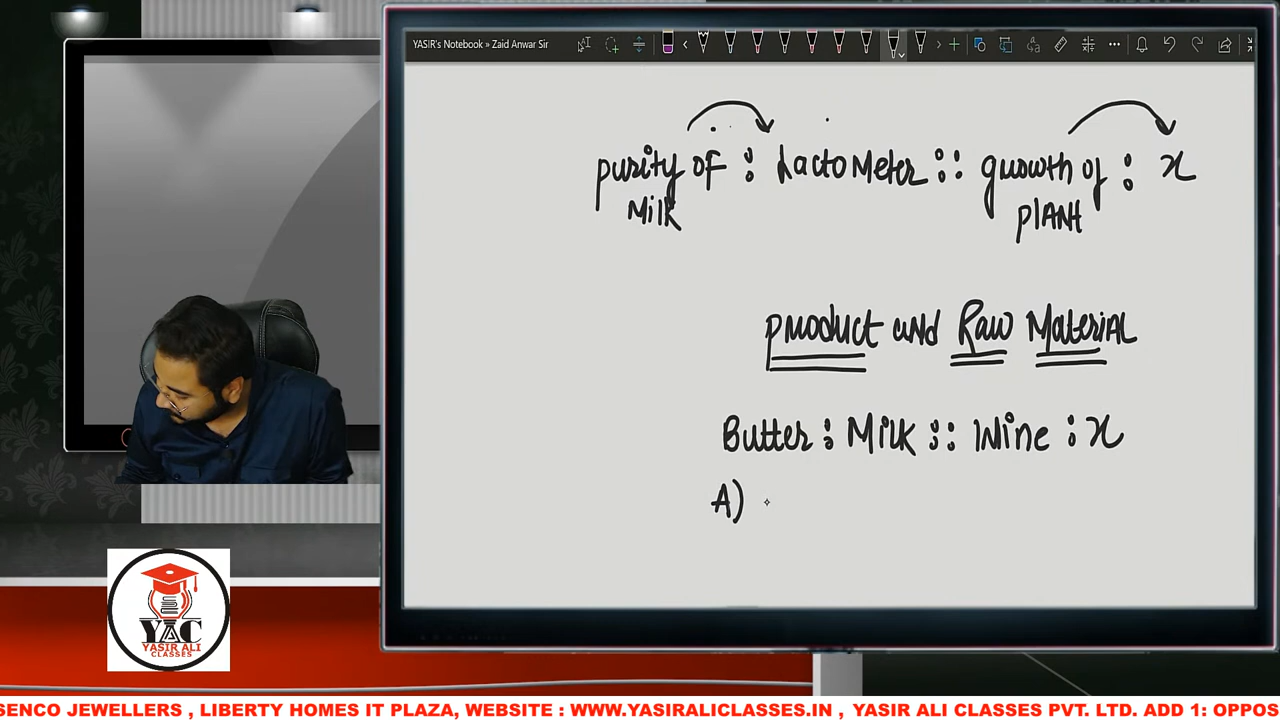 YASIR's Notebook » Zaid Anwar Sir
purity of : Lactometer :: growth of : x
Milk
PLANT
product and Raw Material
Butter : Milk :: Wine : x
A)
YAC
YASIR ALI
CLASSES
SENCO JEWELLERS , LIBERTY HOMES IT PLAZA, WEBSITE : WWW.YASIRALICLASSES.IN , YASIR ALI CLASSES PVT. LTD. ADD 1: OPPOS